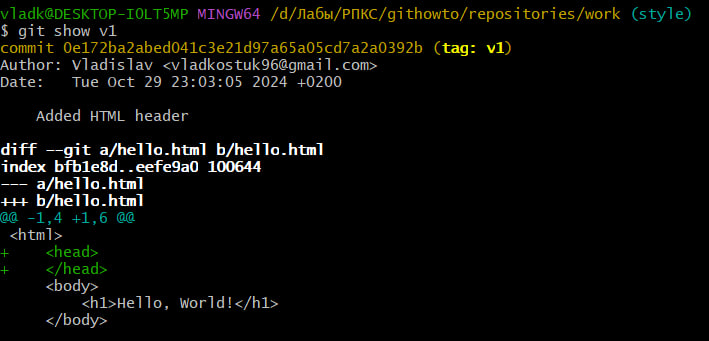 vladk@DESKTOP-IOLT5MP MINGW64 /d/Лабы/РПКС/githowto/repositories/work (style)
$ git show v1
commit 0e172ba2abed041c3e21d97a65a05cd7a2a0392b (tag: v1)
Author: Vladislav <vladkostuk96@gmail.com>
Date:   Tue Oct 29 23:03:05 2024 +0200

    Added HTML header

diff --git a/hello.html b/hello.html
index bfb1e8d..eefe9a0 100644
--- a/hello.html
+++ b/hello.html
@@ -1,4 +1,6 @@
 <html>
+    <head>
+    </head>
     <body>
         <h1>Hello, World!</h1>
     </body>